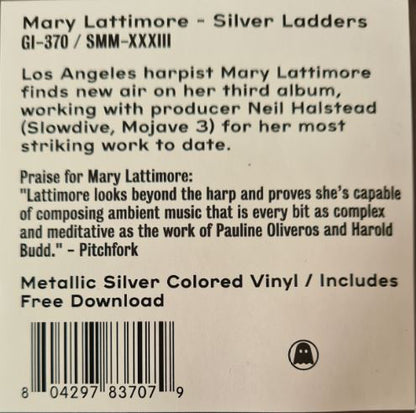 Mary Lattimore - Silver Ladders
GI-370 / SMM-XXXIII
Los Angeles harpist Mary Lattimore
finds new air on her third album,
working with producer Neil Halstead
(Slowdive, Mojave 3) for her most
striking work to date.
Praise for Mary Lattimore:
"Lattimore looks beyond the harp and proves she's capable
of composing ambient music that is every bit as complex
and meditative as the work of Pauline Oliveros and Harold
Budd." – Pitchfork
Metallic Silver Colored Vinyl / Includes
Free Download
8 04297 83707 9